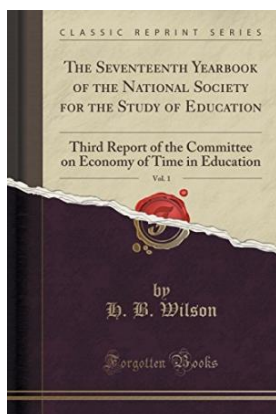 CLASSIC REPRINT SERIES
THE SEVENTEENTH YEARBOOK
OF THE NATIONAL SOCIETY
FOR THE STUDY OF EDUCATION
Third Report of the Committee
on Economy of Time in Education
Vol. 1
by
H. B. Wilson
Forgotten Books